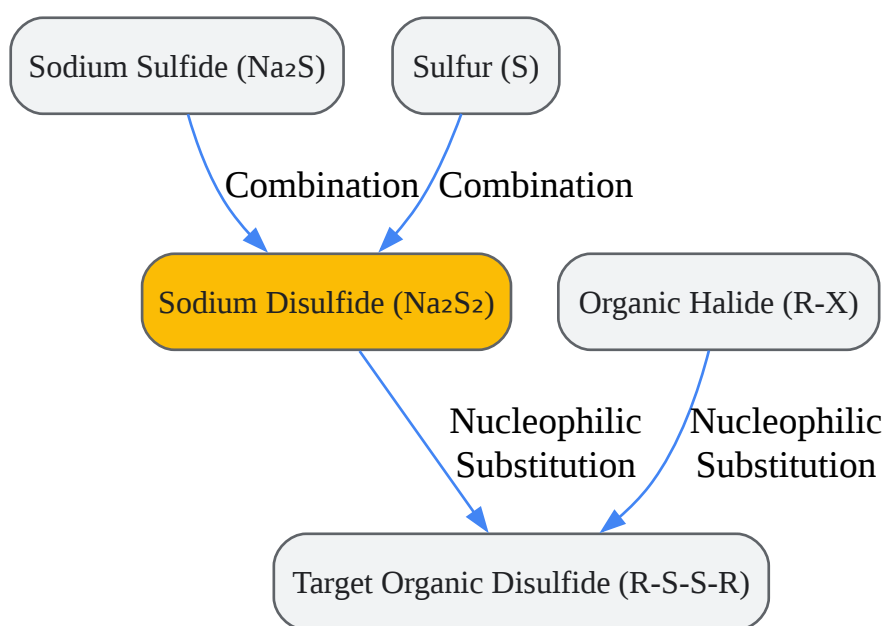 Sodium Sulfide (Na₂S)
Sulfur (S)
Combination
Combination
Sodium Disulfide (Na₂S₂)
Organic Halide (R-X)
Nucleophilic
Substitution
Nucleophilic
Substitution
Target Organic Disulfide (R-S-S-R)